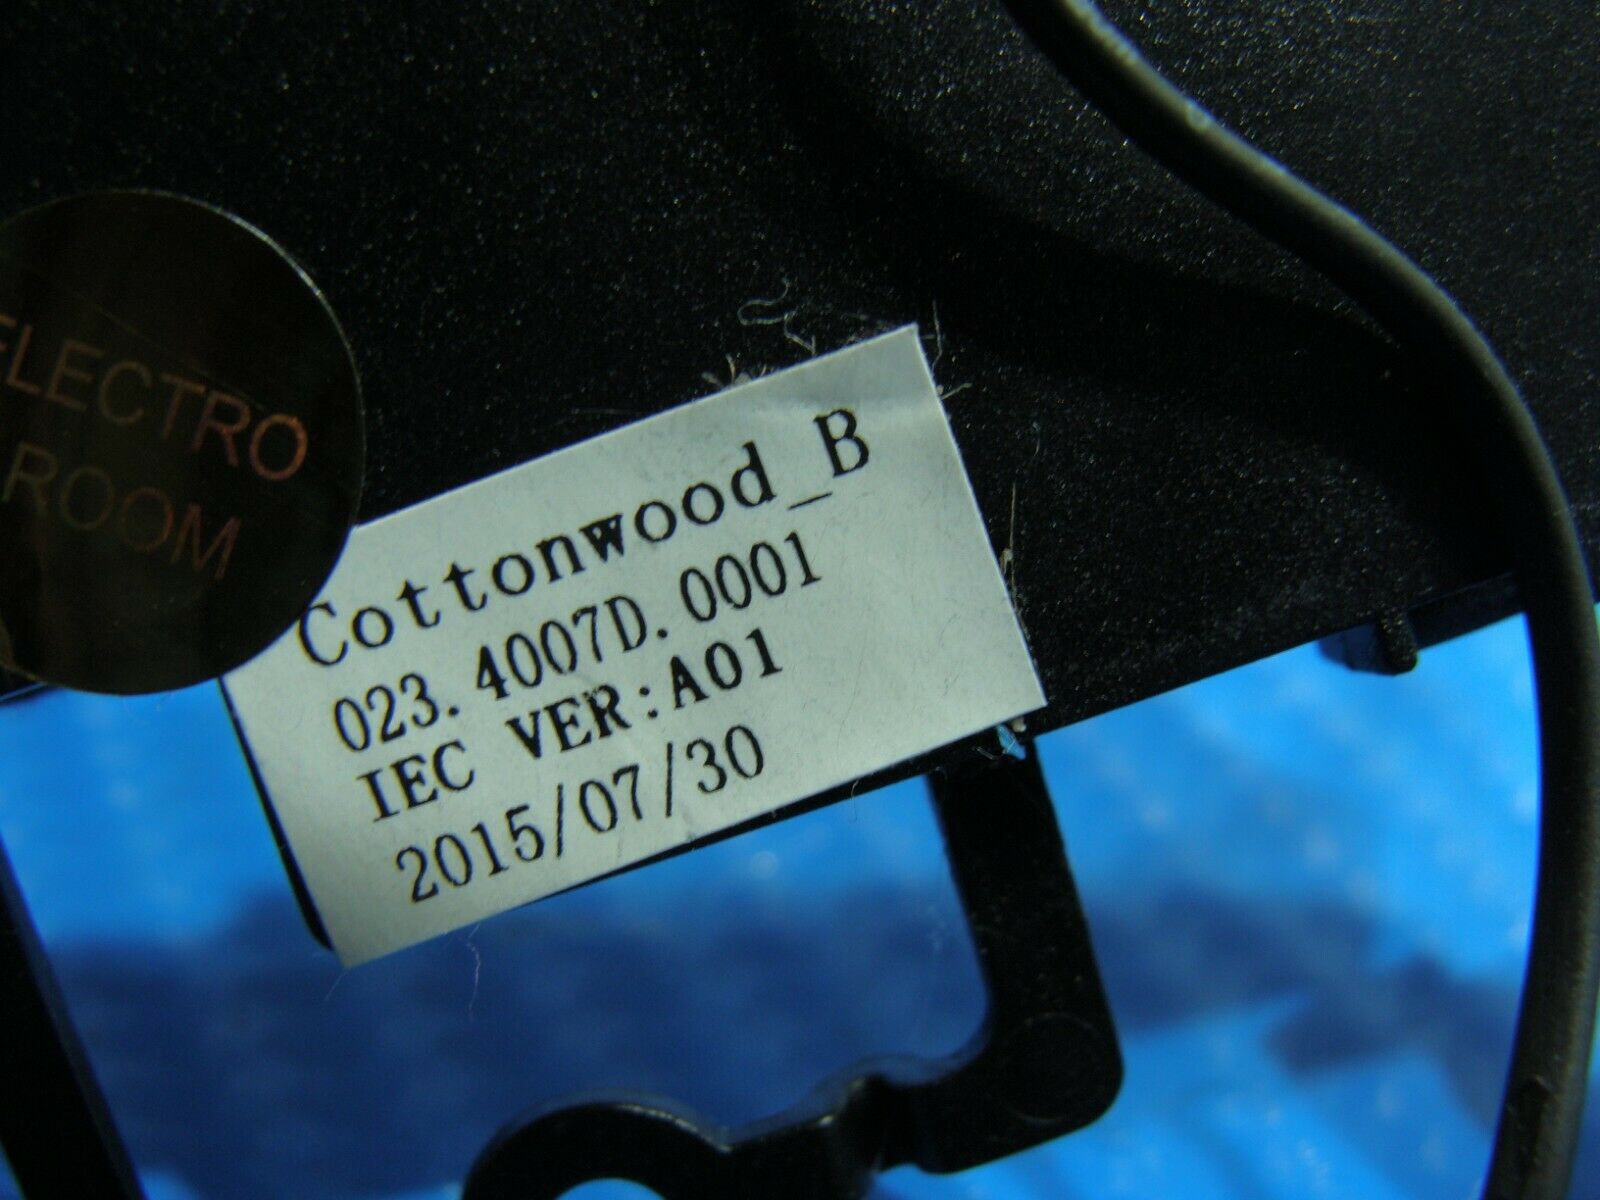 ELECTRO
ROOM
Cottonwood_B
023.4007D.0001
IEC VER:A01
2015/07/30